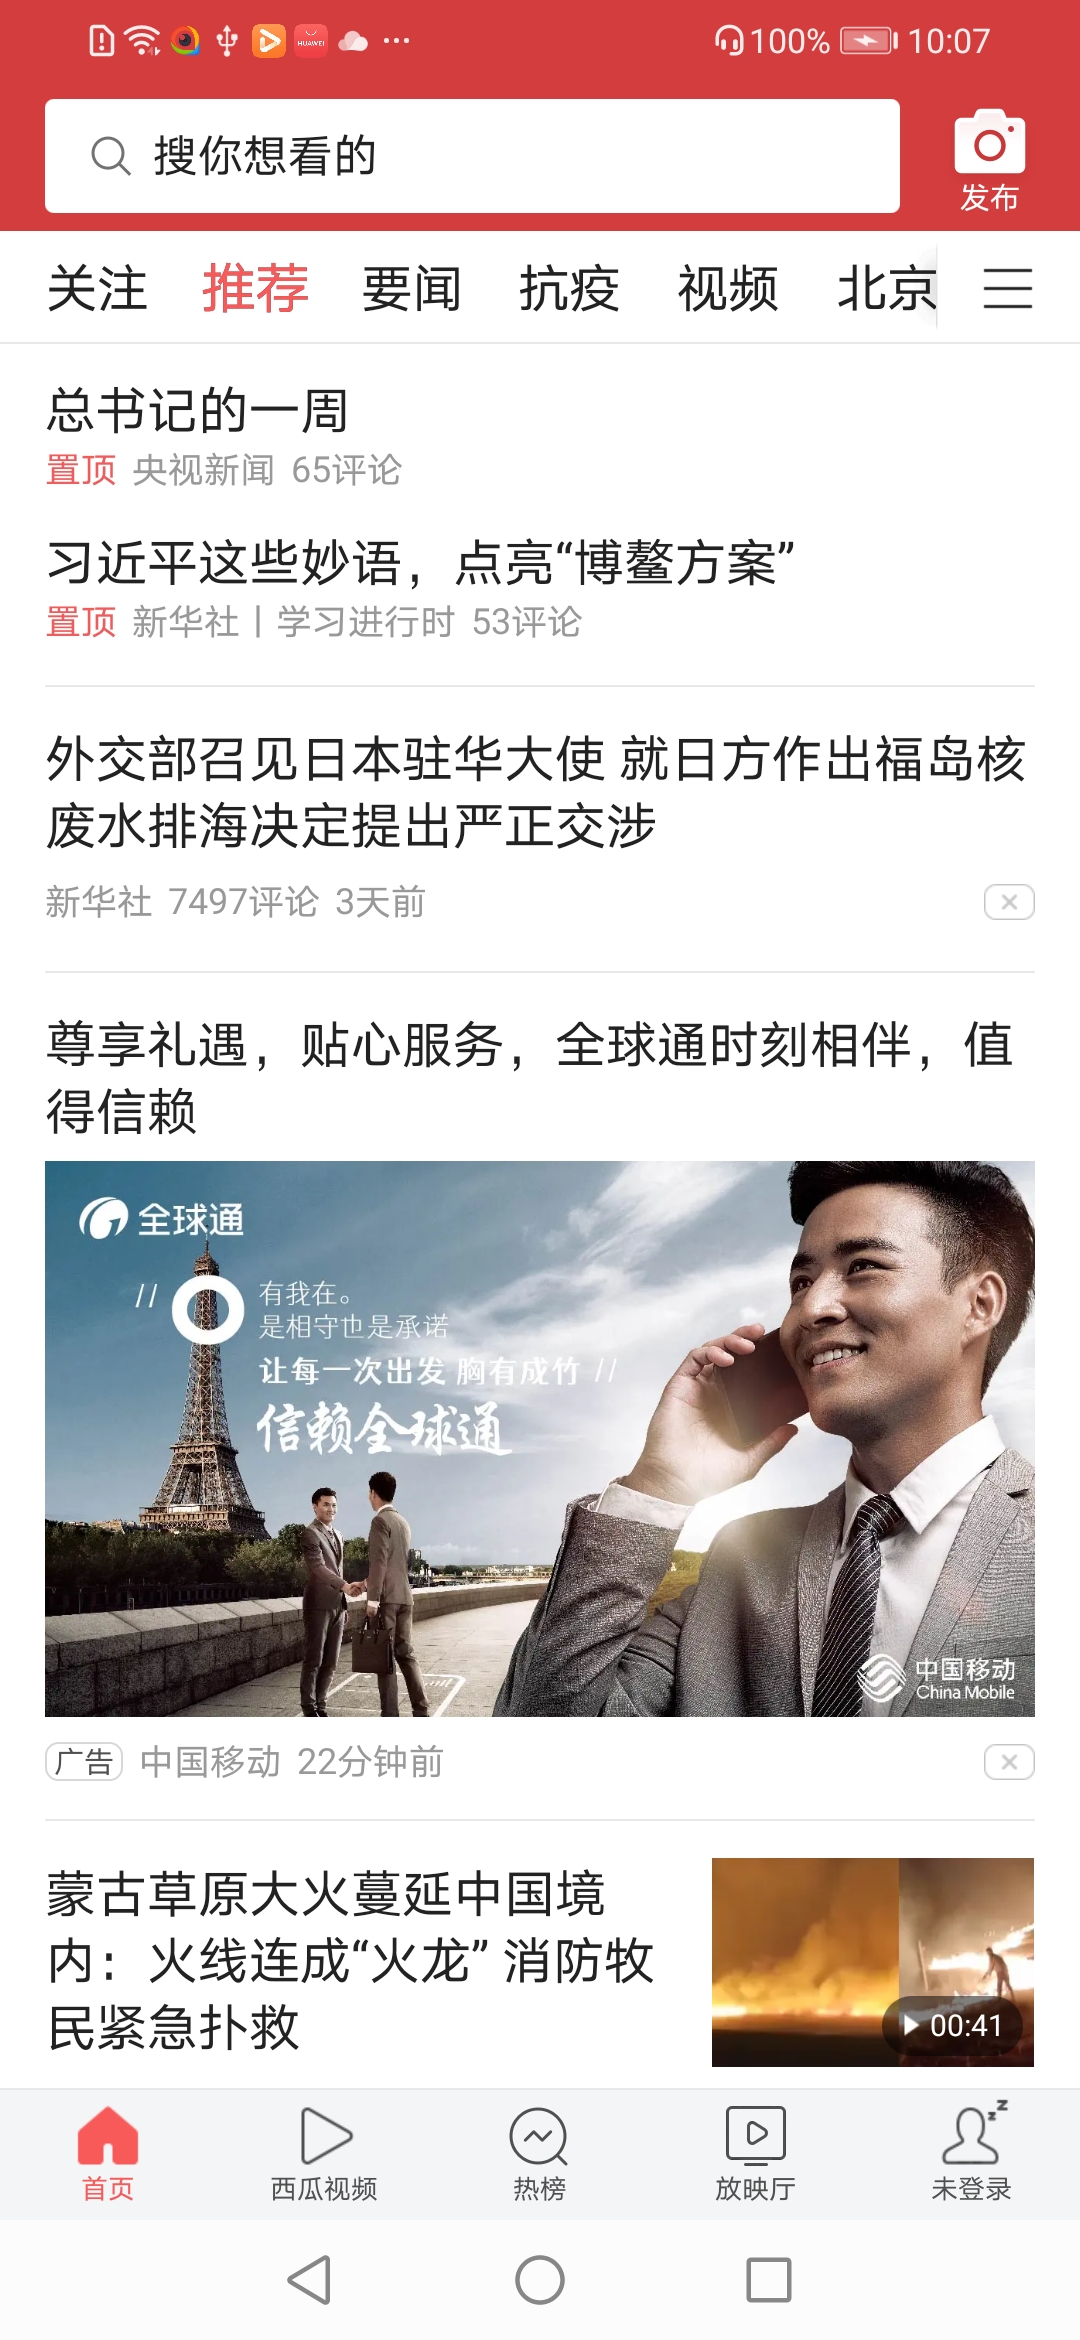 HUAWEI
100% 10:07
搜你想看的
发布
关注 推荐 要闻 抗疫 视频 北京
总书记的一周
置顶 央视新闻 65评论
习近平这些妙语，点亮“博鳌方案”
置顶 新华社丨学习进行时 53评论
外交部召见日本驻华大使 就日方作出福岛核
废水排海决定提出严正交涉
新华社 7497评论 3天前
尊享礼遇，贴心服务，全球通时刻相伴，值
得信赖
全球通
// 有我在。
是相守也是承诺
让每一次出发 胸有成竹 //
信赖全球通
中国移动
China Mobile
广告 中国移动 22分钟前
蒙古草原大火蔓延中国境
内：火线连成“火龙” 消防牧
民紧急扑救
00:41
首页 西瓜视频 热榜 放映厅 未登录